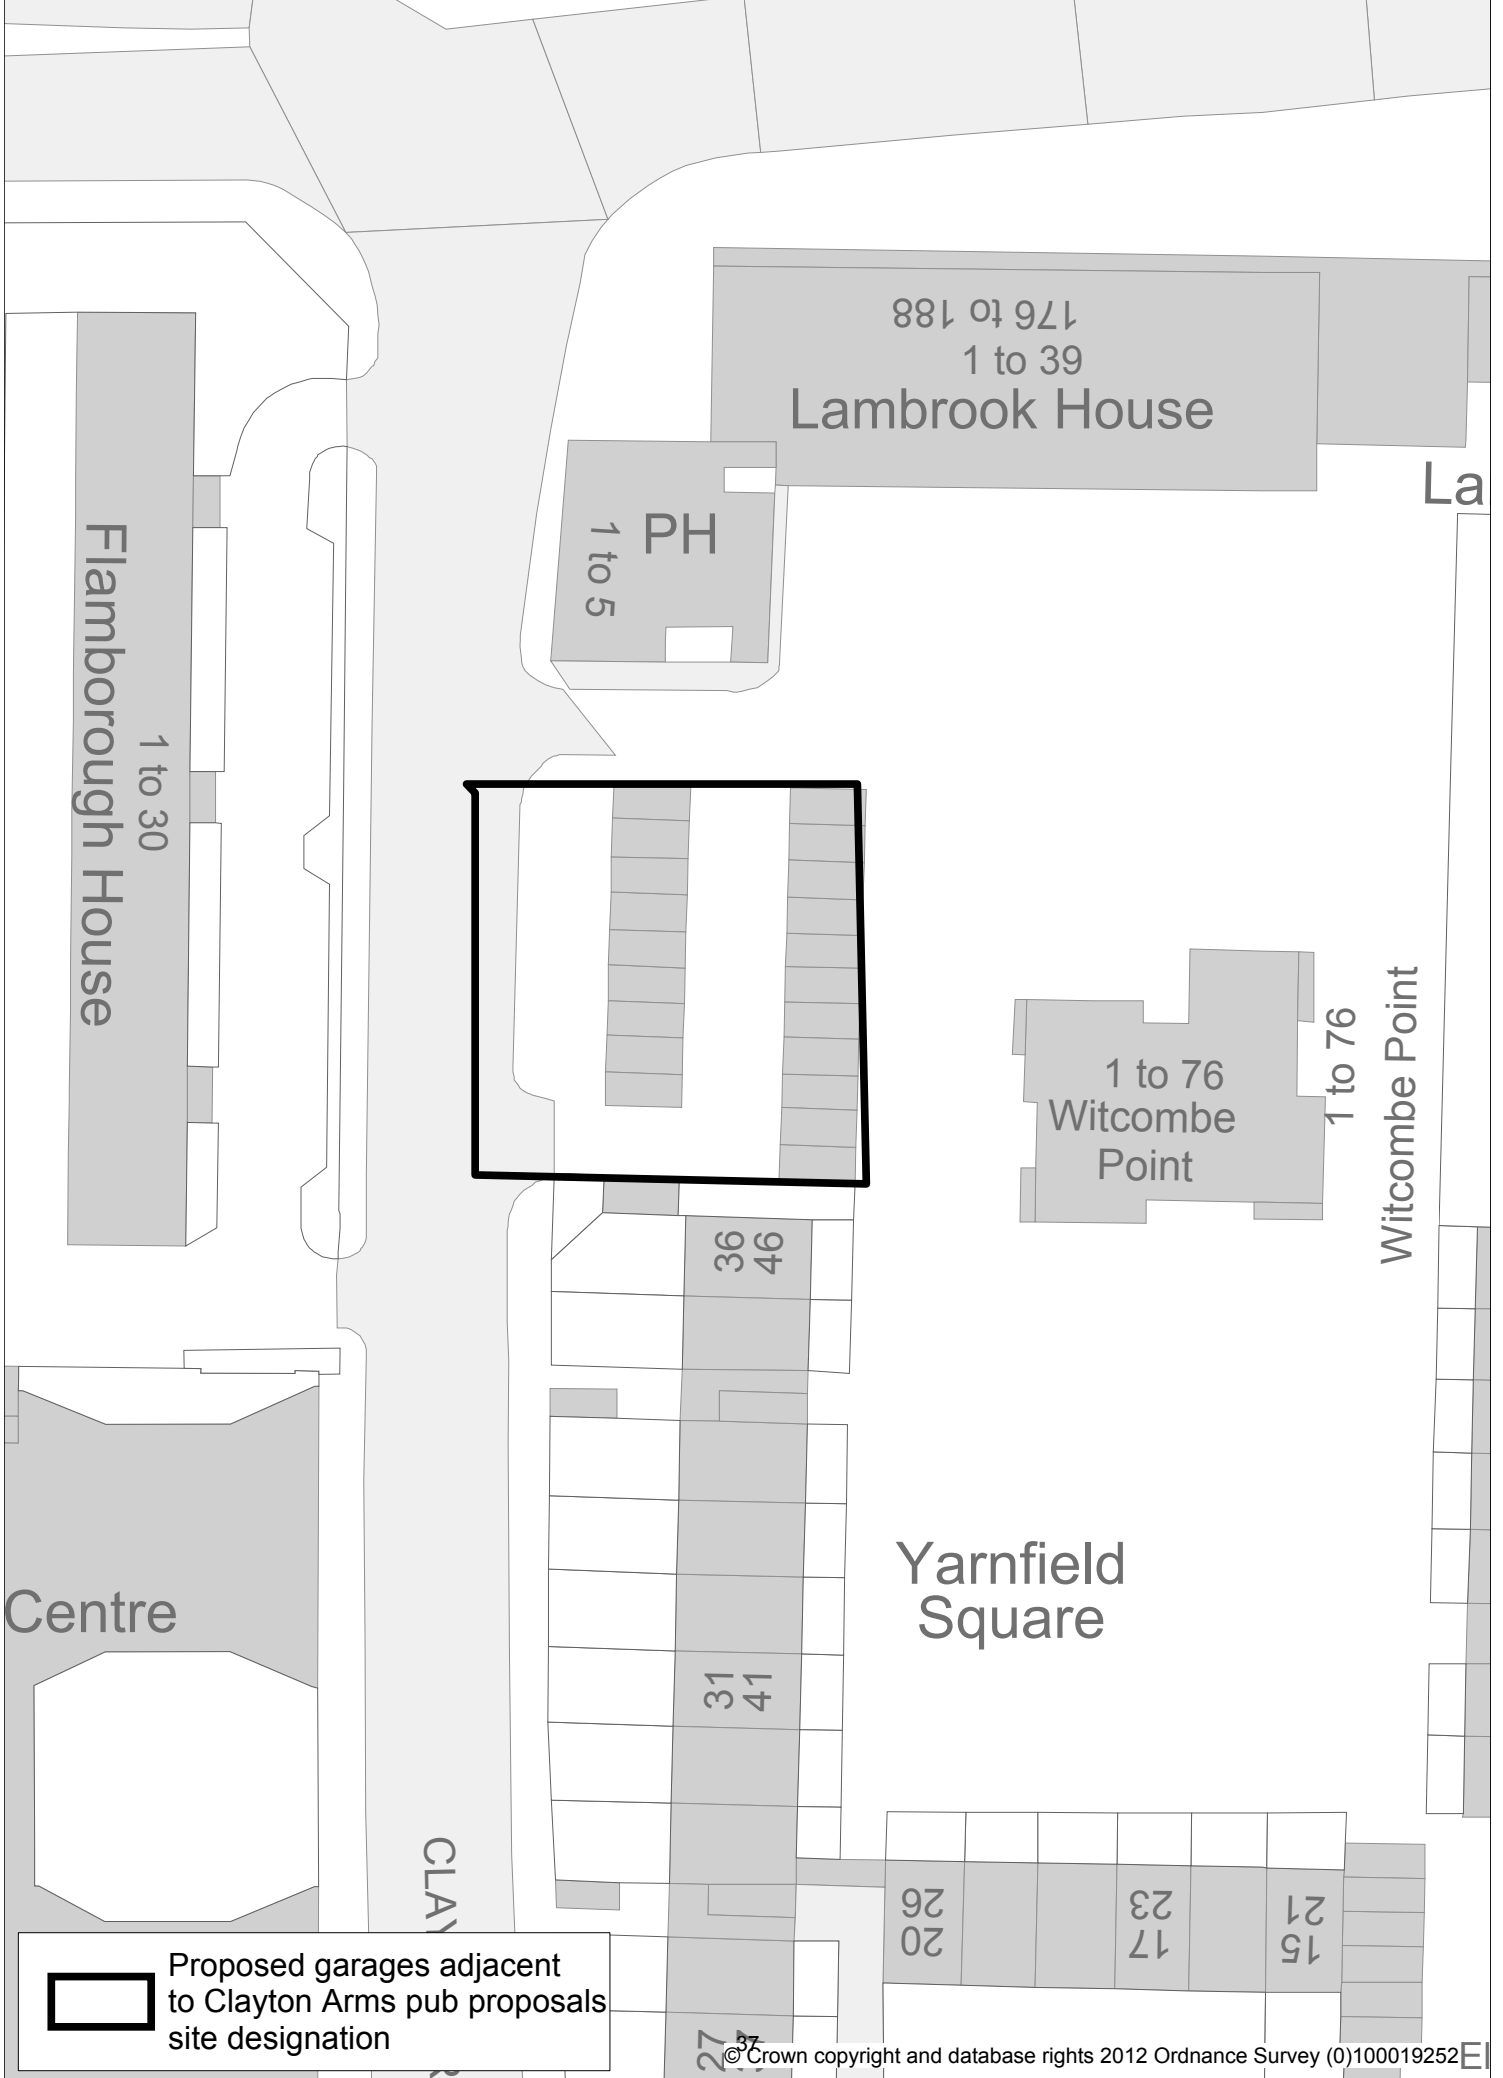 176 to 188
1 to 39
Lambrook House
PH
1 to 5
Flamborough House
1 to 30
1 to 76
Witcombe
Point
1 to 76
Witcombe Point
36
46
Yarnfield
Square
Centre
31
41
26
20
23
17
21
15
Proposed garages adjacent
to Clayton Arms pub proposals
site designation
27
37
© Crown copyright and database rights 2012 Ordnance Survey (0)100019252